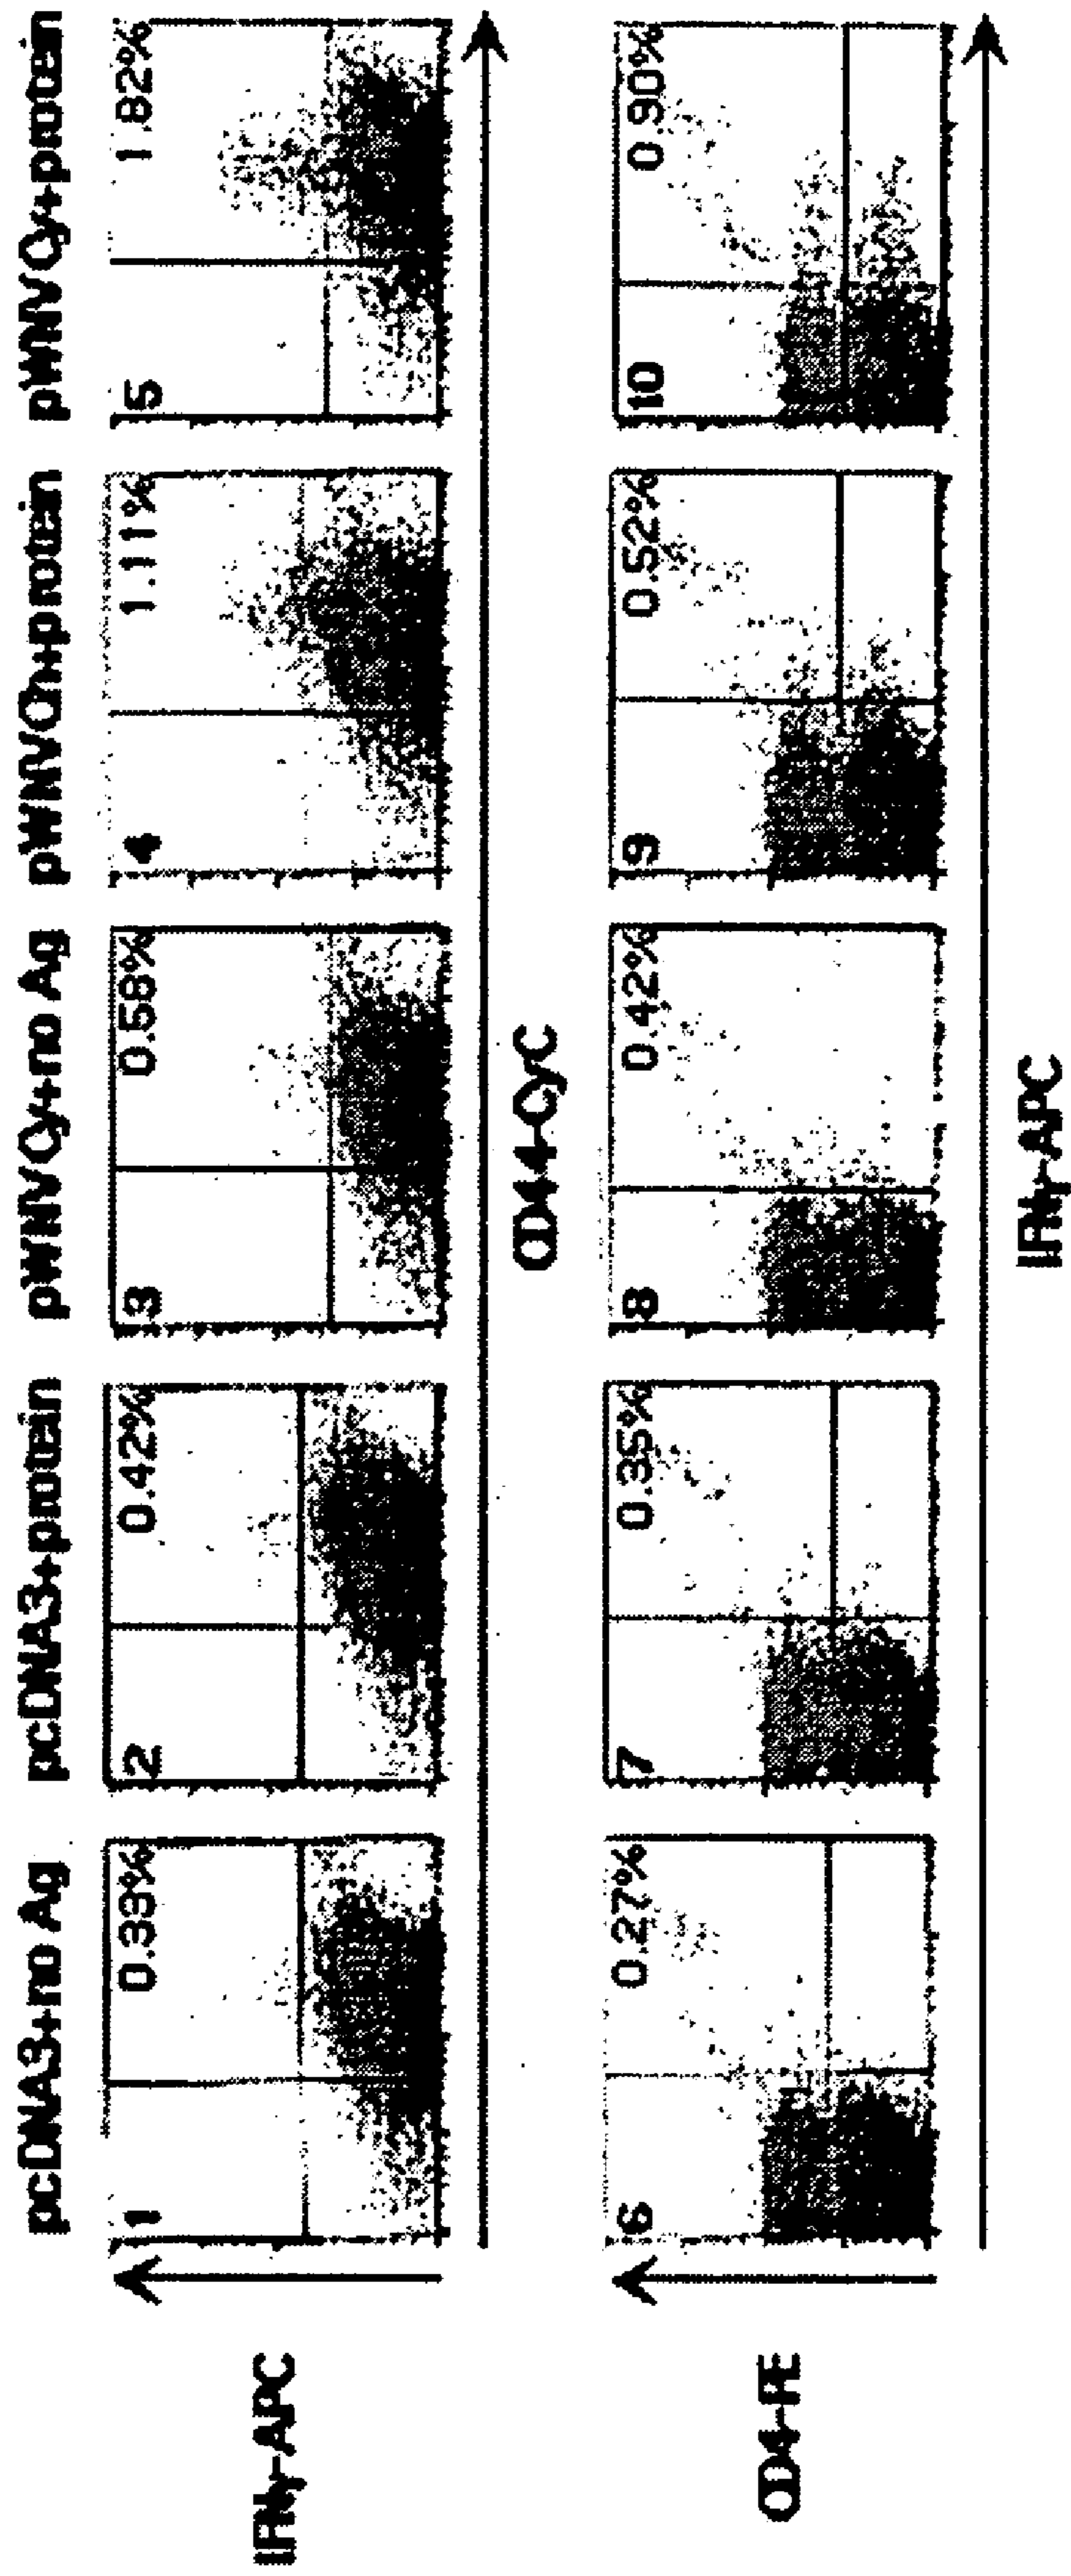 pcDNA3+no Ag pcDNA3+protein pWNVCy+no Ag pWNVCh+protein pWNVCy+protein
IFNγ-APC
1 0.33%
2 0.42%
3 0.58%
4 1.11%
5 1.82%
CD44-CyC
CD4-PE
6 0.27%
7 0.35%
8 0.42%
9 0.52%
10 0.90%
IFNγ-APC